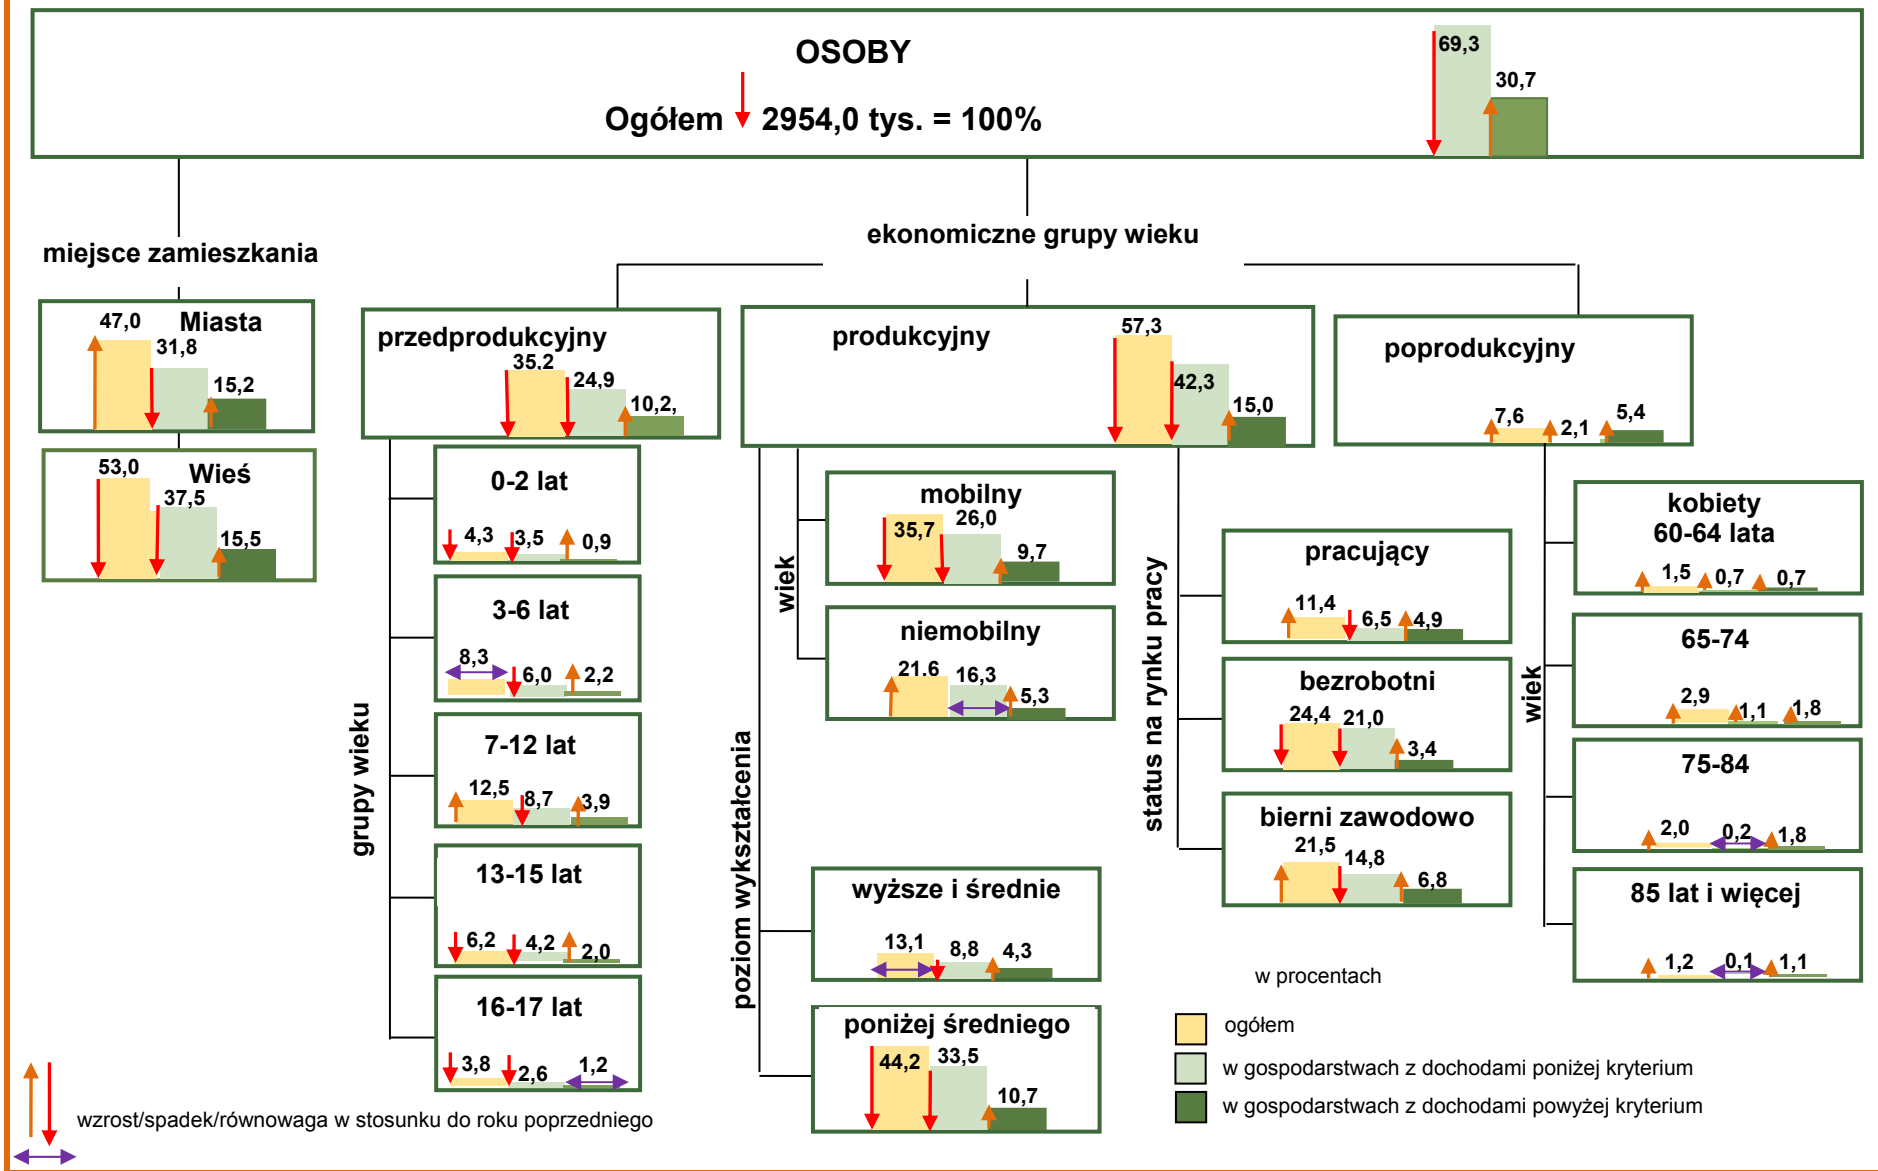 OSOBY
Ogółem 2954,0 tys. = 100%
69,3
30,7
miejsce zamieszkania
ekonomiczne grupy wieku
Miasta
47,0
31,8
15,2
Wieś
53,0
37,5
15,5
przedprodukcyjny
35,2
24,9
10,2,
grupy wieku
0-2 lat
4,3
3,5
0,9
3-6 lat
8,3
6,0
2,2
7-12 lat
12,5
8,7
3,9
13-15 lat
6,2
4,2
2,0
16-17 lat
3,8
2,6
1,2
produkcyjny
57,3
42,3
15,0
wiek
mobilny
35,7
26,0
9,7
niemobilny
21,6
16,3
5,3
poziom wykształcenia
wyższe i średnie
13,1
8,8
4,3
poniżej średniego
44,2
33,5
10,7
status na rynku pracy
pracujący
11,4
6,5
4,9
bezrobotni
24,4
21,0
3,4
bierni zawodowo
21,5
14,8
6,8
poprodukcyjny
7,6
2,1
5,4
wiek
kobiety
60-64 lata
1,5
0,7
0,7
65-74
2,9
1,1
1,8
75-84
2,0
0,2
1,8
85 lat i więcej
1,2
0,1
1,1
w procentach
ogółem
w gospodarstwach z dochodami poniżej kryterium
w gospodarstwach z dochodami powyżej kryterium
wzrost/spadek/równowaga w stosunku do roku poprzedniego